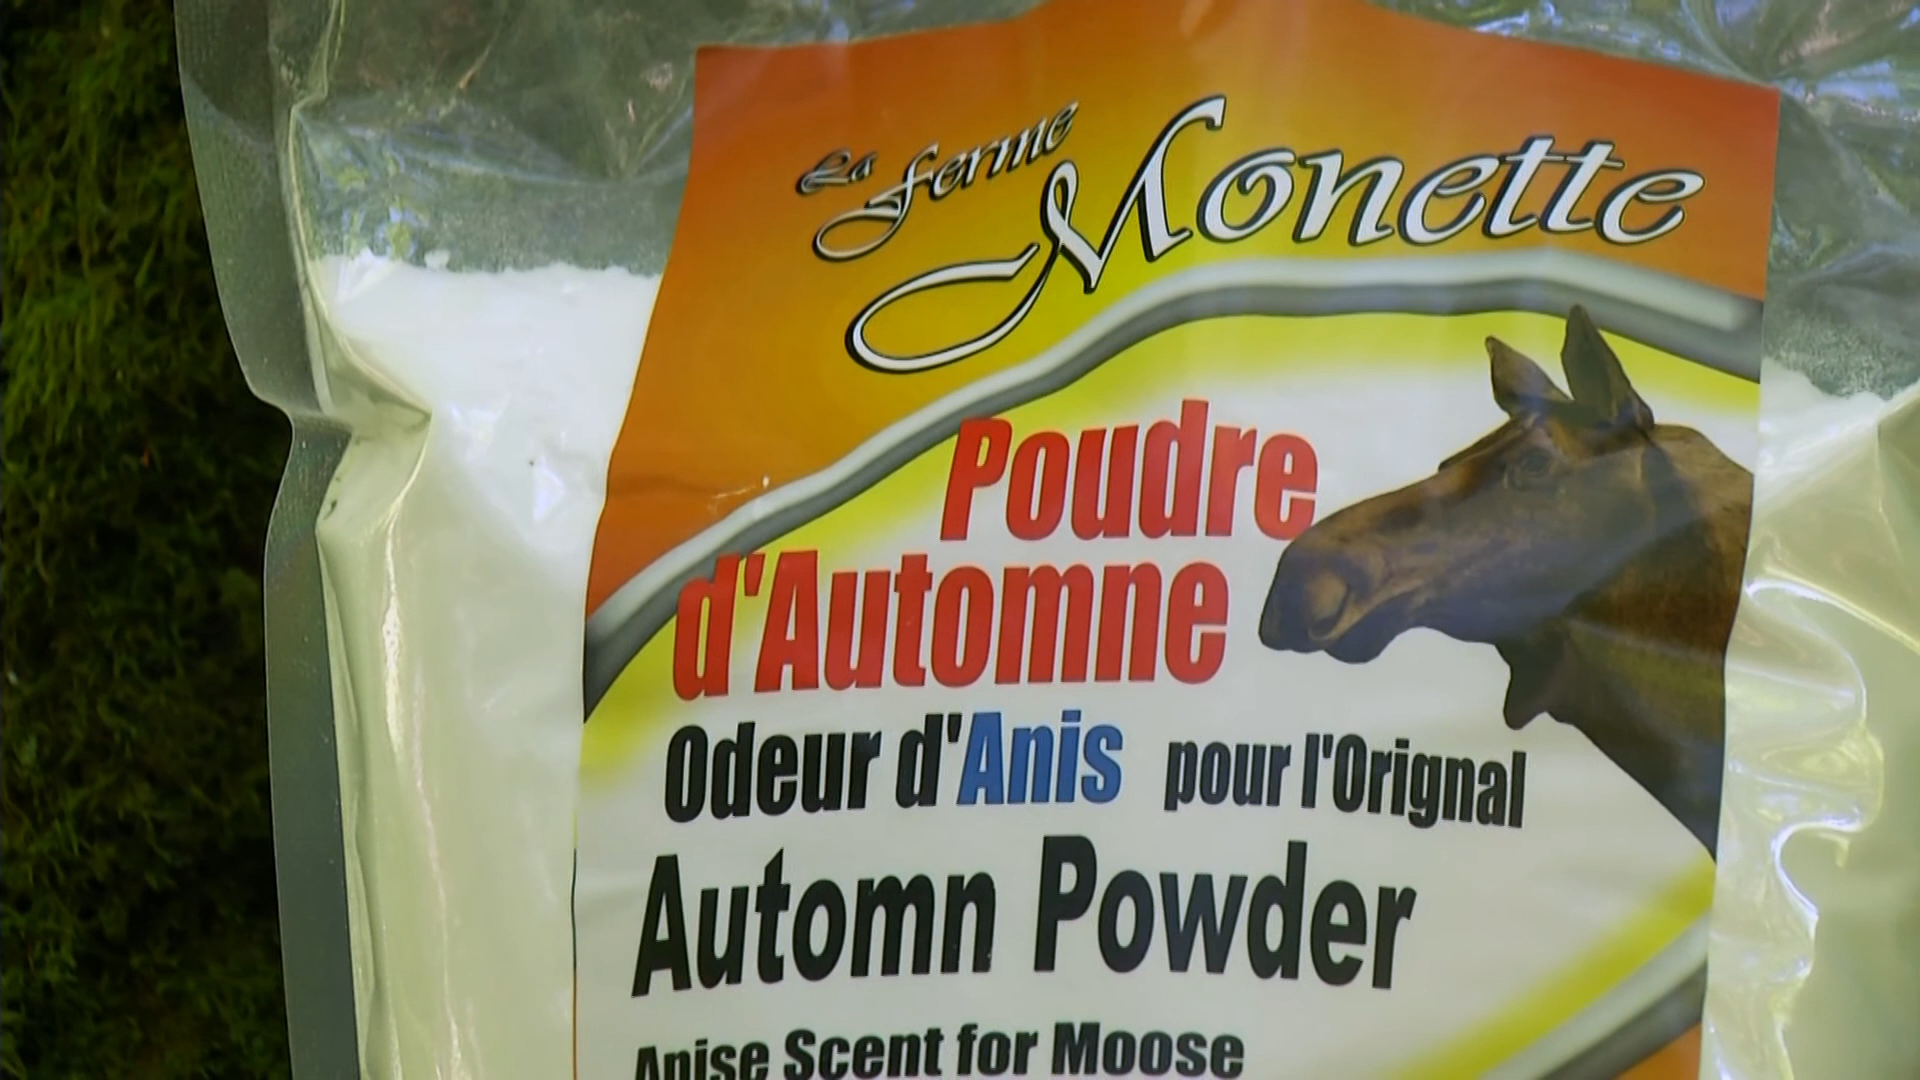 La ferme Monette
Poudre
d'Automne
Odeur d'Anis pour l'Orignal
Automn Powder
Anise Scent for Moose